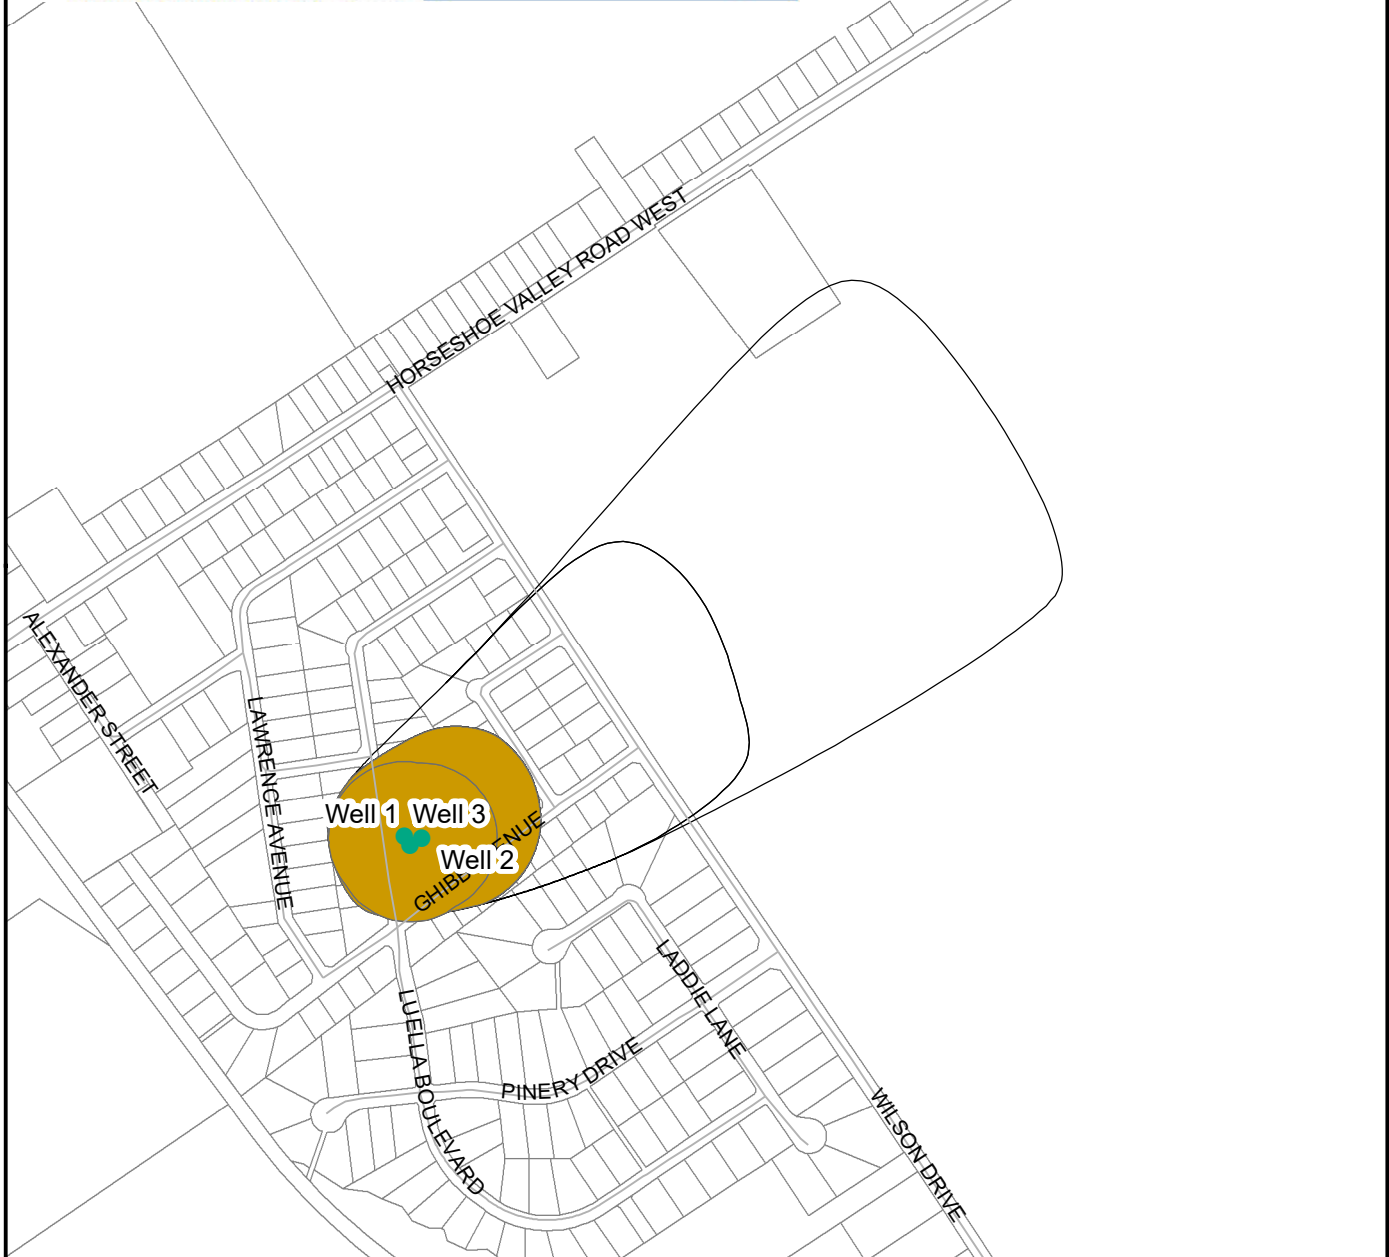 HORSESHOE VALLEY ROAD WEST
ALEXANDER STREET
LAWRENCE AVENUE
Well 1
Well 3
Well 2
LADDIE LANE
LUELLA BOULEVARD
PINERY DRIVE
WILSON DRIVE